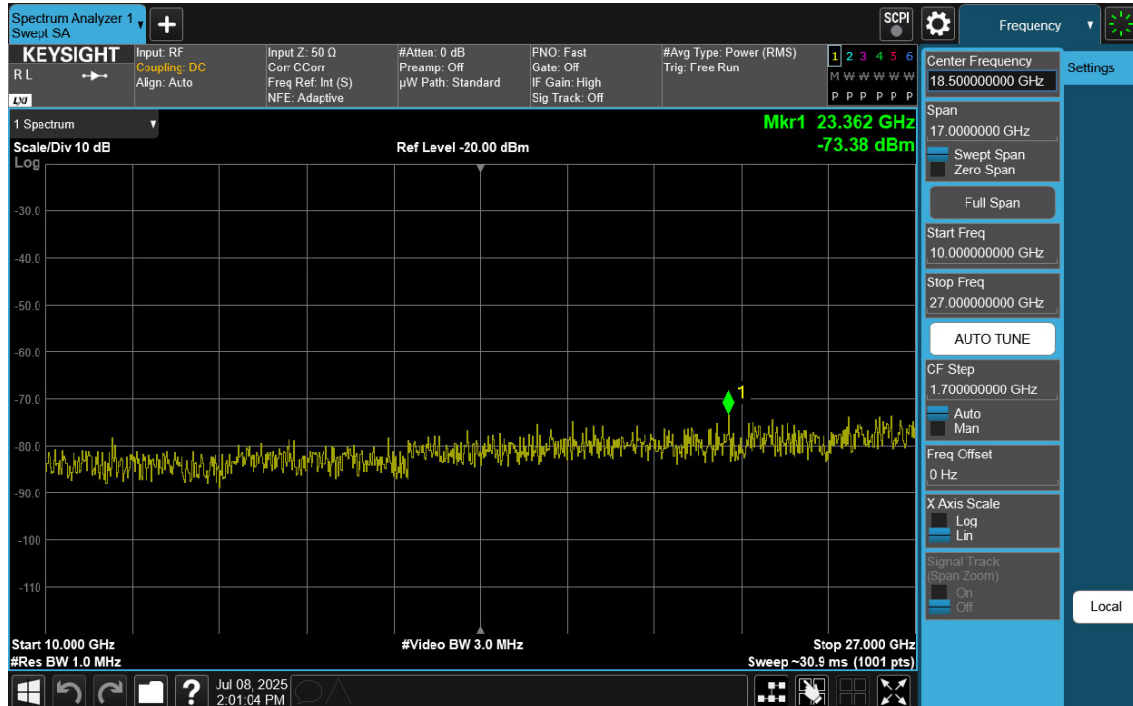 Spectrum Analyzer 1
Swept SA
SCPI
Frequency
KEYSIGHT
R L
LXI
Input: RF
Coupling: DC
Align: Auto
Input Z: 50 Ω
Corr CCorr
Freq Ref: Int (S)
NFE: Adaptive
#Atten: 0 dB
Preamp: Off
µW Path: Standard
PNO: Fast
Gate: Off
IF Gain: High
Sig Track: Off
#Avg Type: Power (RMS)
Trig: Free Run
1 2 3 4 5 6
M W W W W W
P P P P P P
Center Frequency
18.500000000 GHz
Settings
1 Spectrum
Mkr1 23.362 GHz
Scale/Div 10 dB
Ref Level -20.00 dBm
-73.38 dBm
Log
-30.0
-40.0
-50.0
-60.0
-70.0
-80.0
-90.0
-100
-110
1
Start 10.000 GHz
#Video BW 3.0 MHz
Stop 27.000 GHz
#Res BW 1.0 MHz
Sweep ~30.9 ms (1001 pts)
Span
17.0000000 GHz
Swept Span
Zero Span
Full Span
Start Freq
10.000000000 GHz
Stop Freq
27.000000000 GHz
AUTO TUNE
CF Step
1.700000000 GHz
Auto
Man
Freq Offset
0 Hz
X Axis Scale
Log
Lin
Signal Track
(Span Zoom)
On
Off
Local
?
Jul 08, 2025
2:01:04 PM